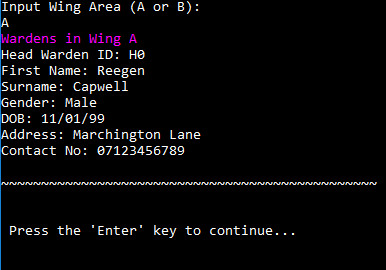 Input Wing Area (A or B):
A
Wardens in Wing A
Head Warden ID: H0
First Name: Reegen
Surname: Capwell
Gender: Male
DOB: 11/01/99
Address: Marchington Lane
Contact No: 07123456789
~~~~~~~~~~~~~~~~~~~~~~~~~~~~~~~~~~~~~~~~~~~~~~~
Press the 'Enter' key to continue...